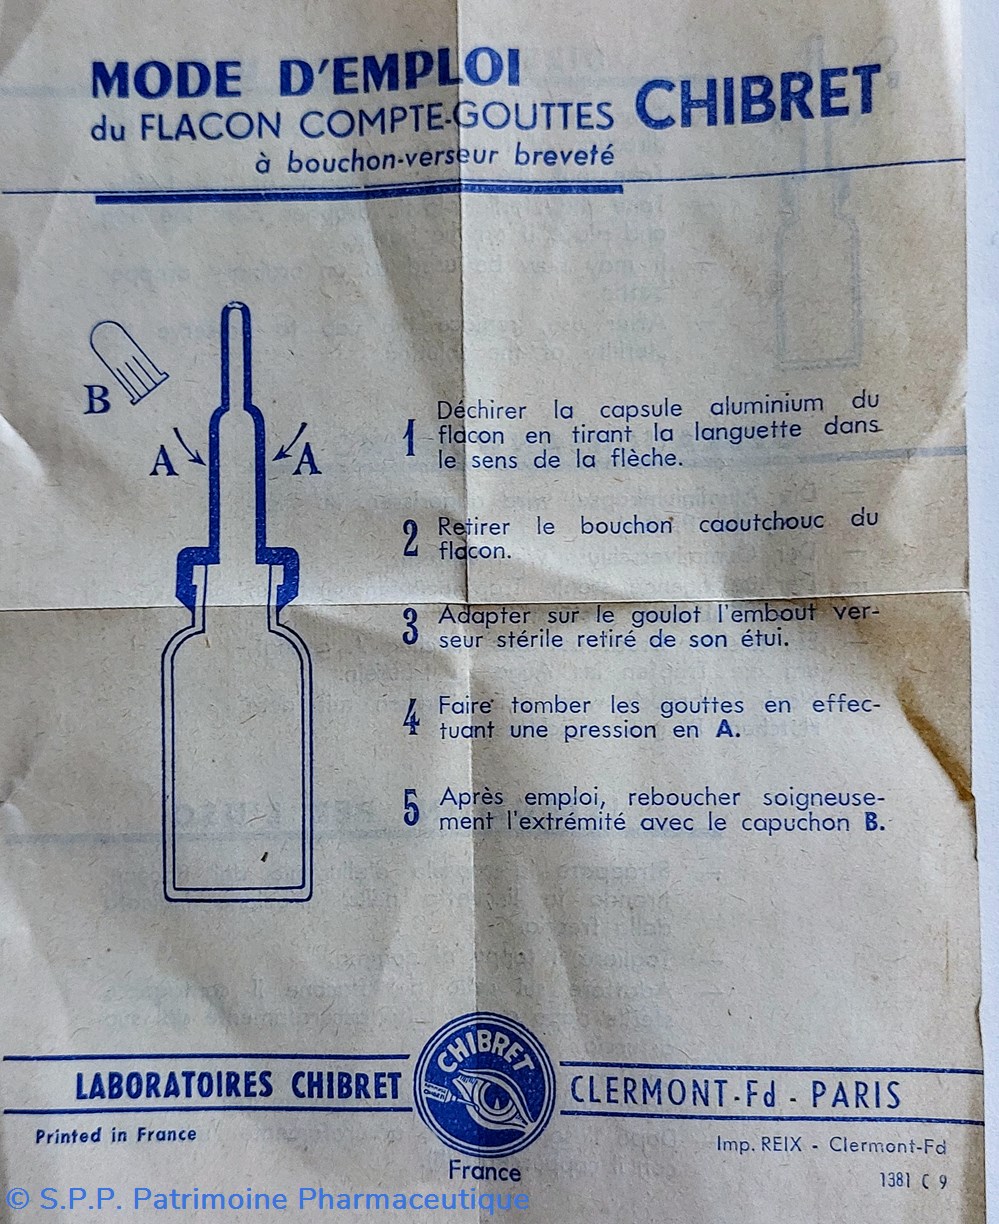 MODE D'EMPLOI
du FLACON COMPTE-GOUTTES CHIBRET
à bouchon-verseur breveté
B
A A
1 Déchirer la capsule aluminium du
flacon en tirant la languette dans
le sens de la flèche.
2 Retirer le bouchon caoutchouc du
flacon.
3 Adapter sur le goulot l'embout ver-
seur stérile retiré de son étui.
4 Faire tomber les gouttes en effec-
tuant une pression en A.
5 Après emploi, reboucher soigneuse-
ment l'extrémité avec le capuchon B.
CHIBRET
LABORATOIRES CHIBRET
CLERMONT-Fd - PARIS
Printed in France
Imp. REIX - Clermont-Fd
France
1381 C 9
© S.P.P. Patrimoine Pharmaceutique